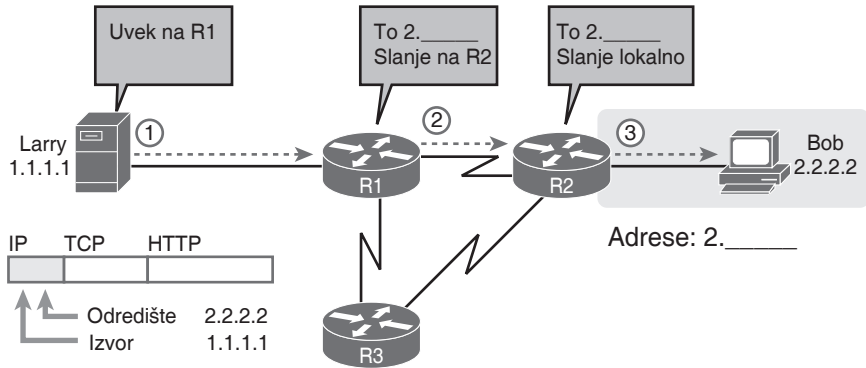 Uvek na R1
To 2._____
Slanje na R2
To 2._____
Slanje lokalno
1
2
3
Larry
1.1.1.1
R1
R2
Bob
2.2.2.2
Adrese: 2._____
IP TCP HTTP
Odredište 2.2.2.2
Izvor 1.1.1.1
R3